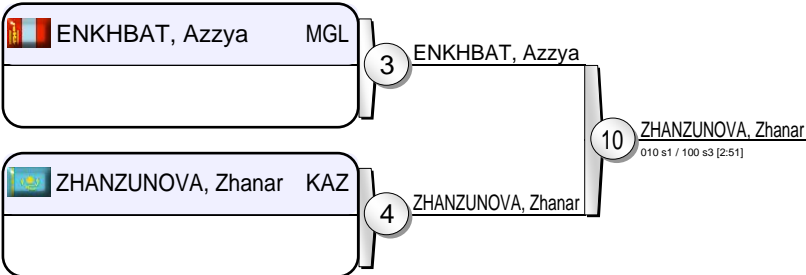 ENKHBAT, Azzya MGL
3
ENKHBAT, Azzya
10
ZHANZUNOVA, Zhanar
010 s1 / 100 s3 [2:51]
ZHANZUNOVA, Zhanar KAZ
4
ZHANZUNOVA, Zhanar